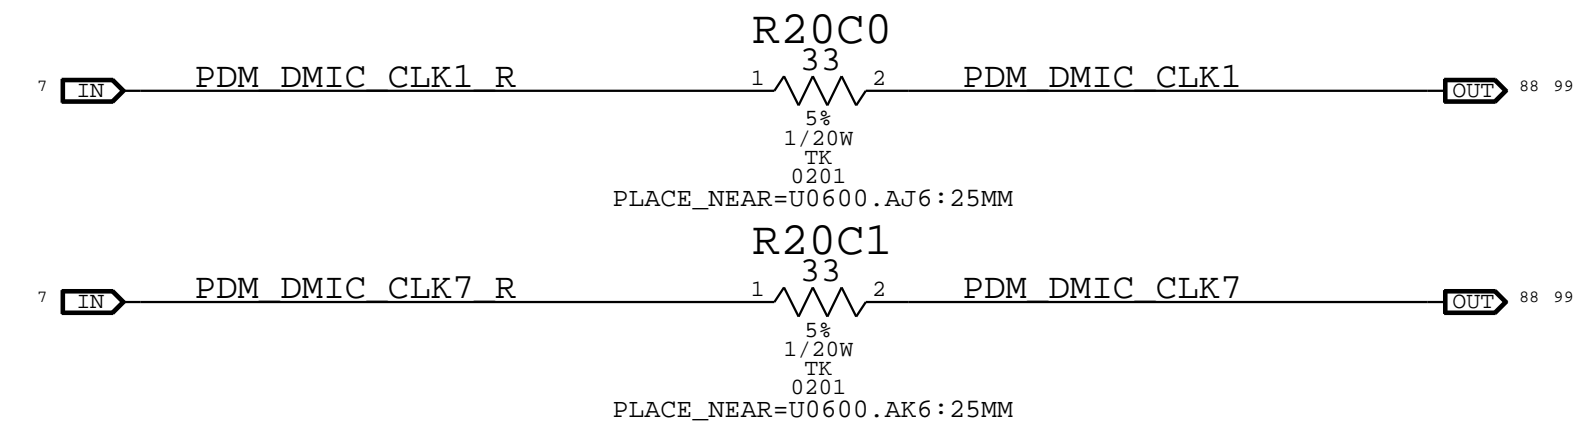 R20C0
33
7 IN PDM_DMIC_CLK1_R 1 2 PDM_DMIC_CLK1 OUT 88 99
5%
1/20W
TK
0201
PLACE_NEAR=U0600.AJ6:25MM
R20C1
33
7 IN PDM_DMIC_CLK7_R 1 2 PDM_DMIC_CLK7 OUT 88 99
5%
1/20W
TK
0201
PLACE_NEAR=U0600.AK6:25MM